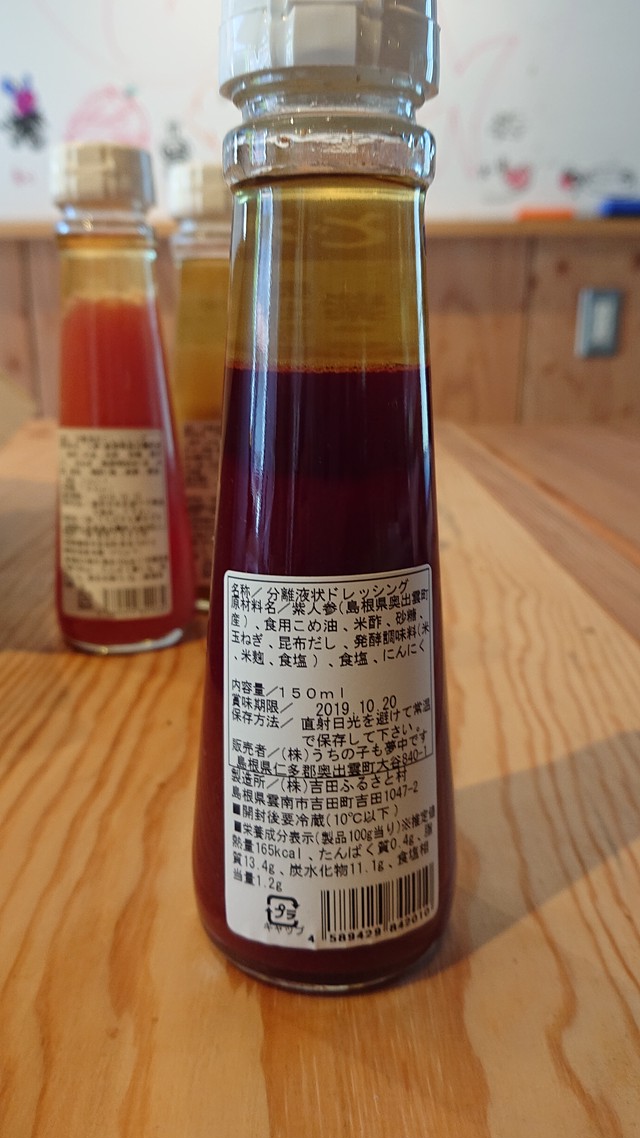 名称／分離液状ドレッシング
原材料名／紫人参(島根県奥出雲町
産)、食用こめ油、米酢、砂糖、
玉ねぎ、昆布だし、発酵調味料(米
、米麹、食塩)、食塩、にんにく
内容量／150ml
賞味期限／ 2019.10.20
保存方法／ 直射日光を避けて常温
で保存して下さい。
販売者／(株)うちの子も夢中です
島根県仁多郡奥出雲町大谷840-1
製造所／(株)吉田ふるさと村
島根県雲南市吉田町吉田1047-2
■開封後要冷蔵(10℃以下)
■栄養成分表示(製品100g当り)※推定値
熱量165kcal、たんぱく質0.4g、脂
質13.4g、炭水化物11.1g、食塩相
当量1.2g
プラ
キャップ
4 589429 842010